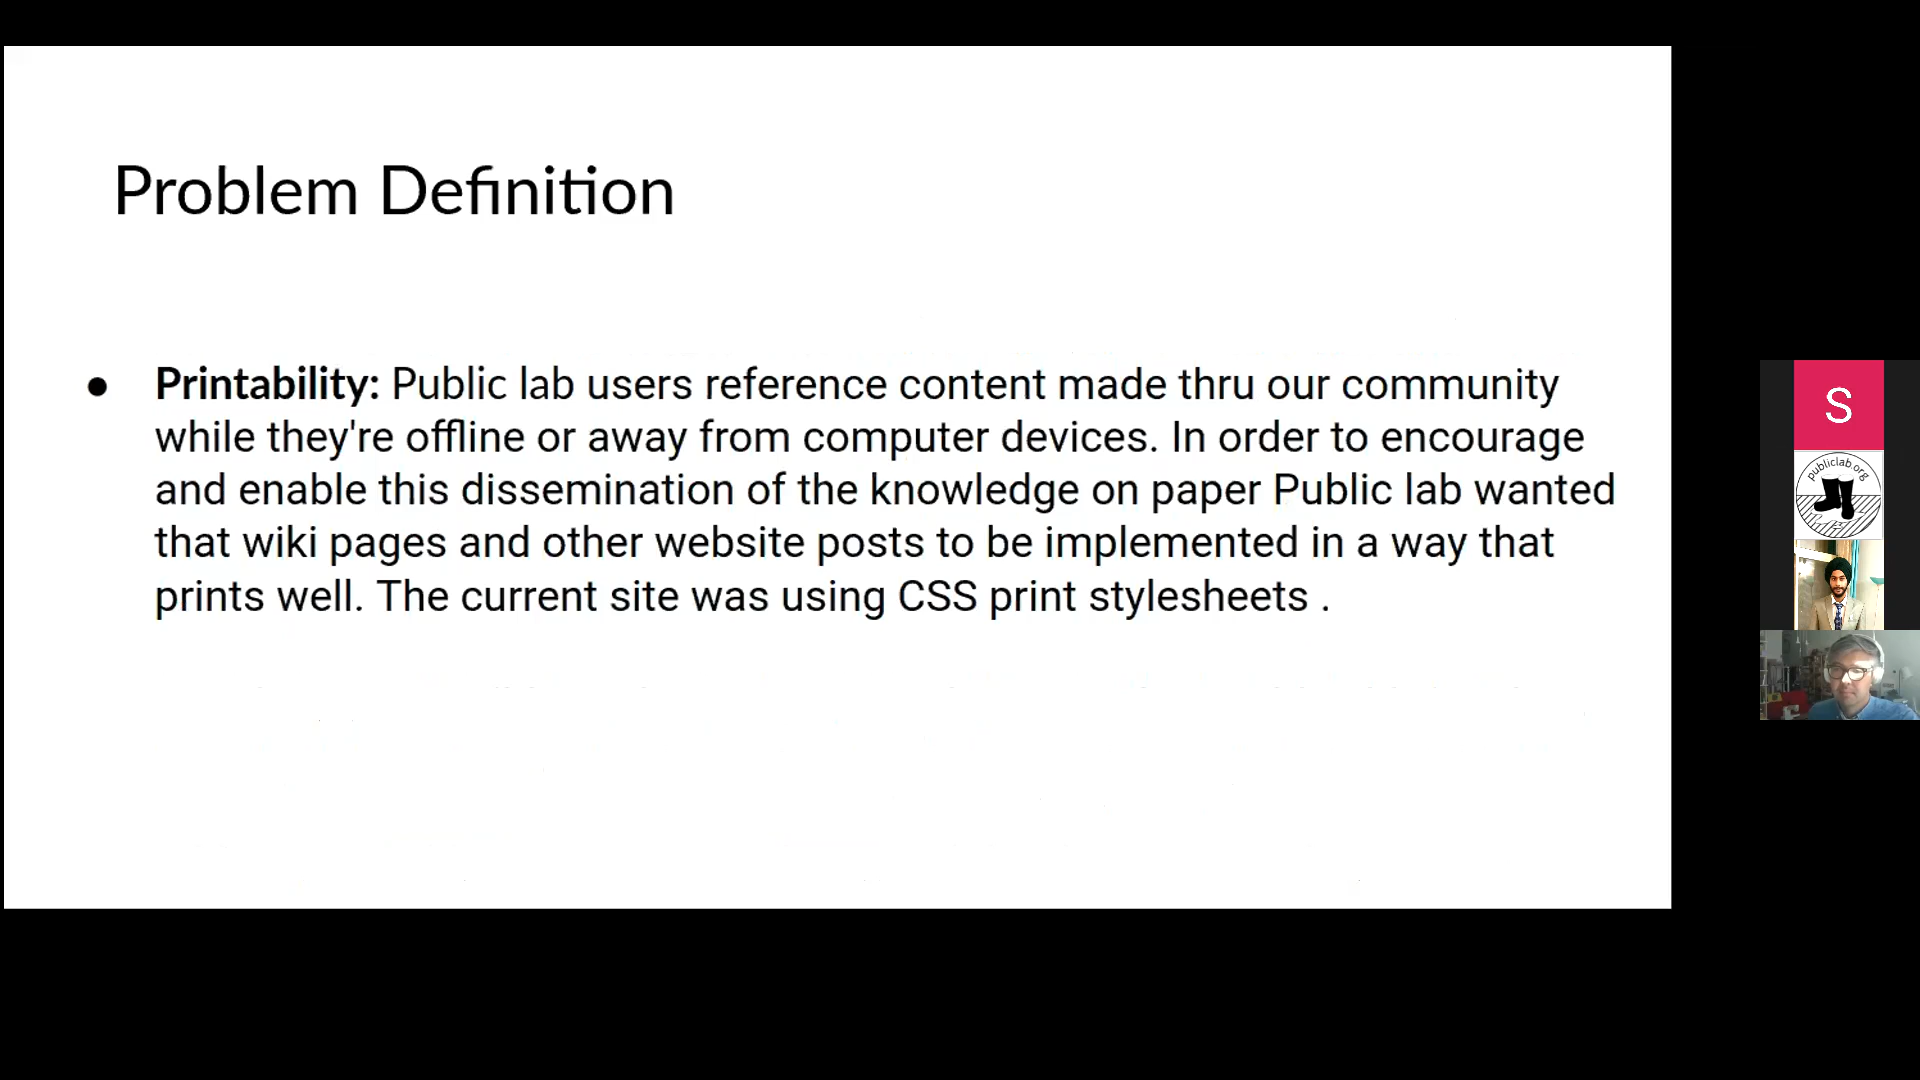 Problem Definition
● Printability: Public lab users reference content made thru our community
while they're offline or away from computer devices. In order to encourage
and enable this dissemination of the knowledge on paper Public lab wanted
that wiki pages and other website posts to be implemented in a way that
prints well. The current site was using CSS print stylesheets .
S
publiclab.org